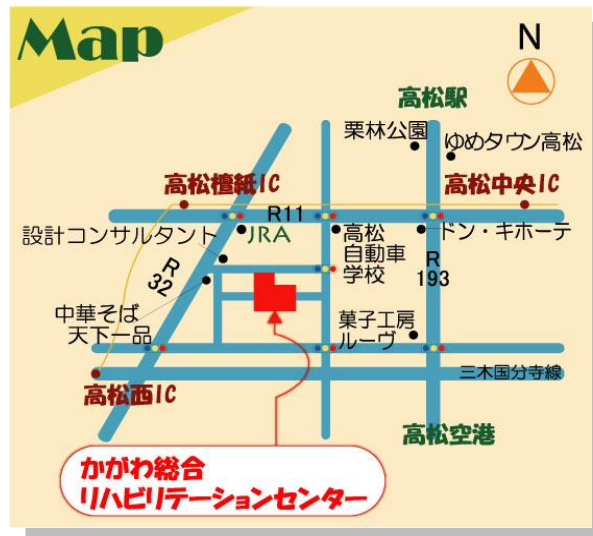 Map
N
高松駅
栗林公園
ゆめタウン高松
高松檀紙IC
高松中央IC
R11
設計コンサルタント
JRA
高松
自動車
学校
ドン・キホーテ
R
32
R
193
中華そば
天下一品
菓子工房
ルーヴ
三木国分寺線
高松西IC
高松空港
かがわ総合
リハビリテーションセンター